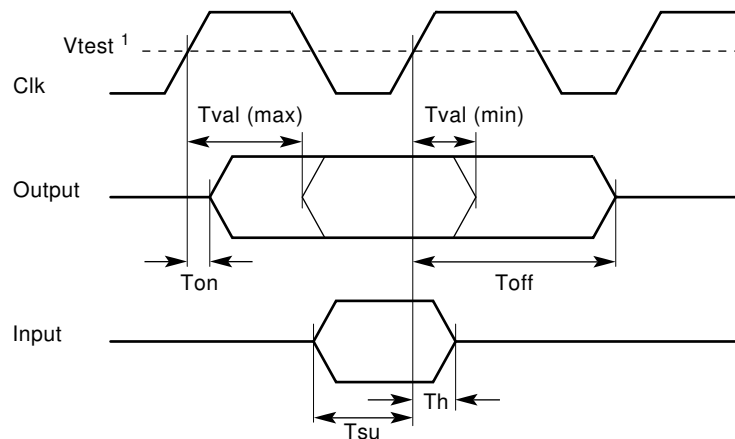 Vtest 1
Clk
Tval (max)
Tval (min)
Output
Ton
Toff
Input
Th
Tsu